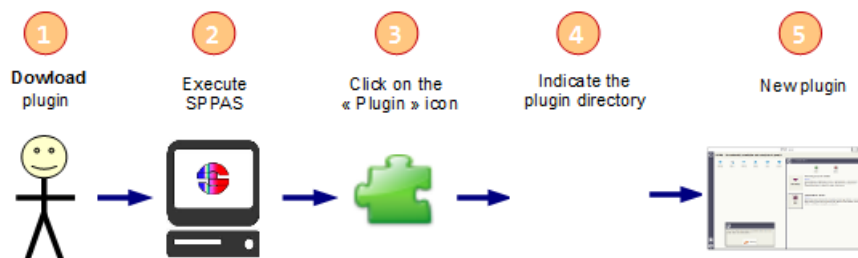 1
Dowload
plugin
2
Execute
SPPAS
3
Click on the
« Plugin » icon
4
Indicate the
plugin directory
5
New plugin